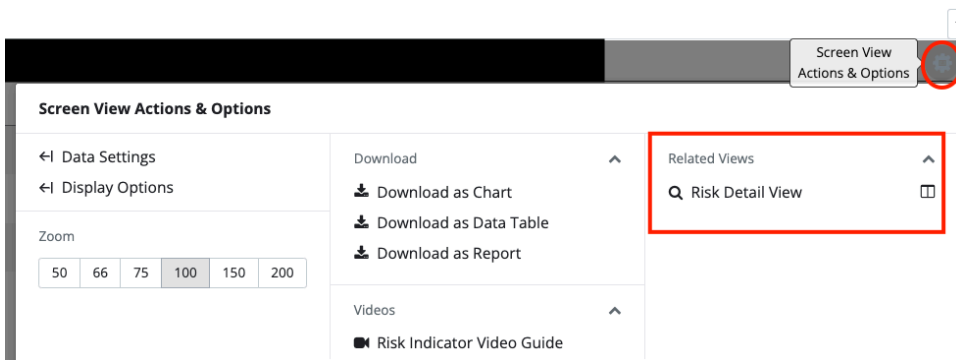 Screen View
Actions & Options
Screen View Actions & Options
Data Settings
Display Options
Zoom
50 66 75 100 150 200
Download
Download as Chart
Download as Data Table
Download as Report
Videos
Risk Indicator Video Guide
Related Views
Risk Detail View